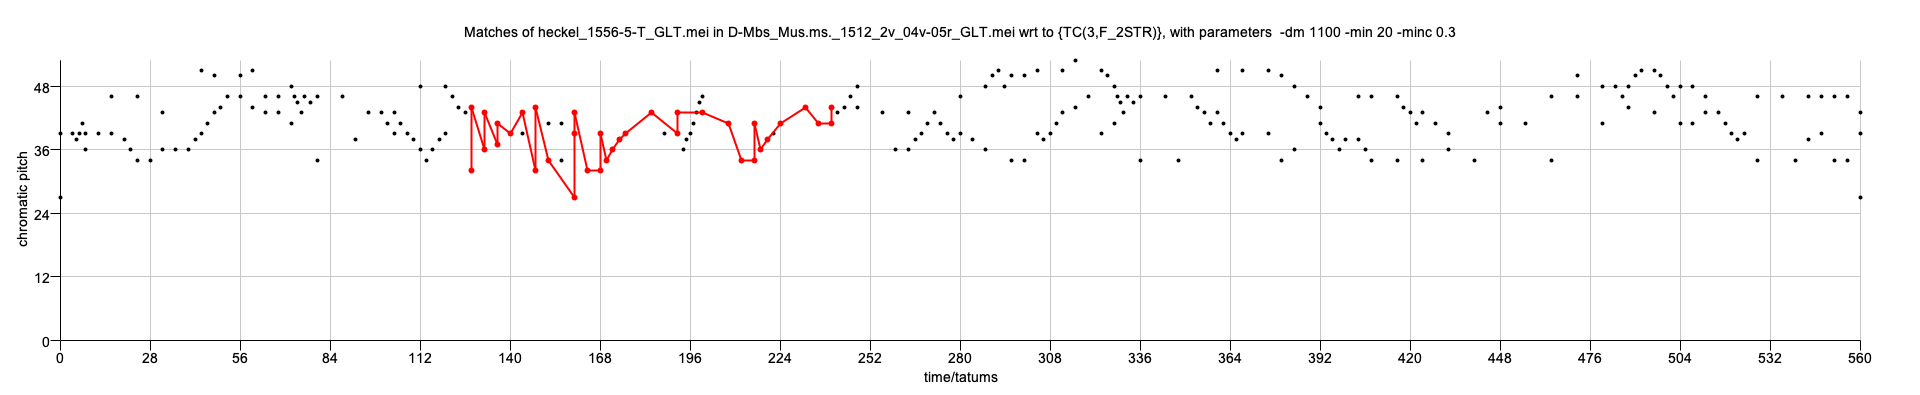 Matches of heckel_1556-5-T_GLT.mei in D-Mbs_Mus.ms._1512_2v_04v-05r_GLT.mei wrt to {TC(3,F_2STR)}, with parameters -dm 1100 -min 20 -minc 0.3
chromatic pitch
48
36
24
12
0
0 28 56 84 112 140 168 196 224 252 280 308 336 364 392 420 448 476 504 532 560
time/tatums